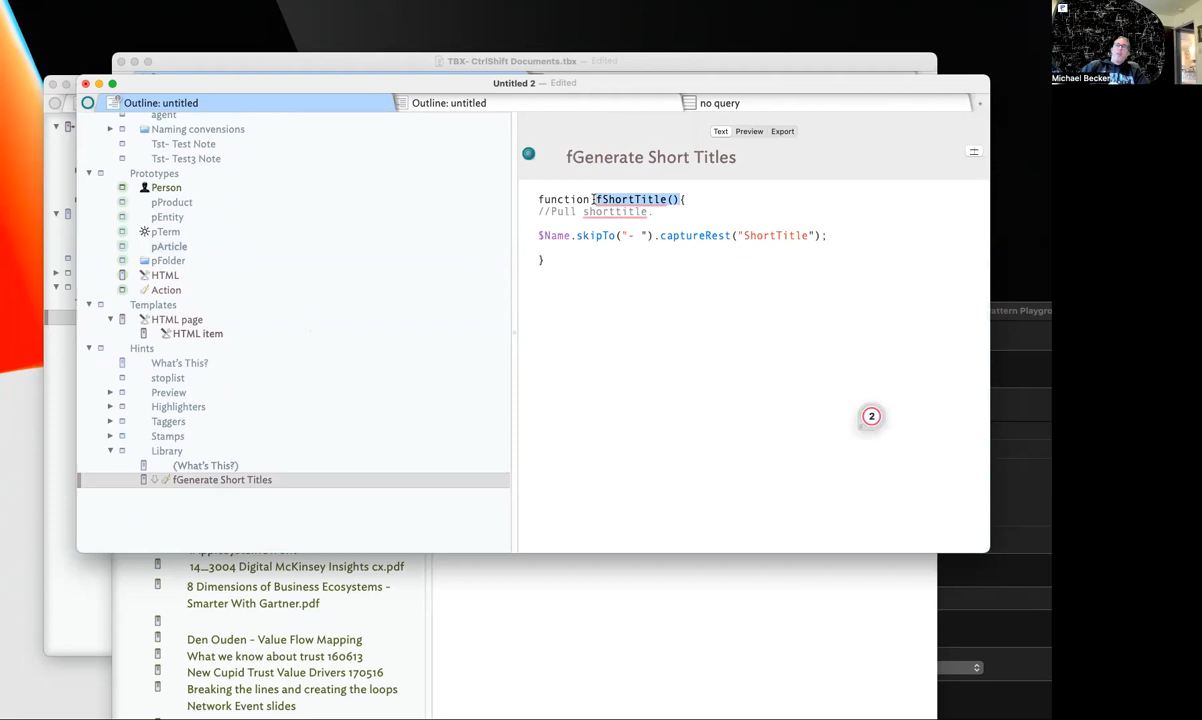 TBX- CtrlShift Documents.tbx — Edited
Untitled 2 — Edited
Outline: untitled
Outline: untitled
no query
agent
Naming convensions
Tst- Test Note
Tst- Test3 Note
Prototypes
Person
pProduct
pEntity
pTerm
pArticle
pFolder
HTML
Action
Templates
HTML page
HTML item
Hints
What's This?
stoplist
Preview
Highlighters
Taggers
Stamps
Library
(What's This?)
fGenerate Short Titles
Text Preview Export
fGenerate Short Titles
function fShortTitle(){
//Pull shorttitle.
$Name.skipTo("- ").captureRest("ShortTitle");
}
2
attern Playgro
14_3004 Digital McKinsey Insights cx.pdf
8 Dimensions of Business Ecosystems -
Smarter With Gartner.pdf
Den Ouden - Value Flow Mapping
What we know about trust 160613
New Cupid Trust Value Drivers 170516
Breaking the lines and creating the loops
Network Event slides
Michael Becker